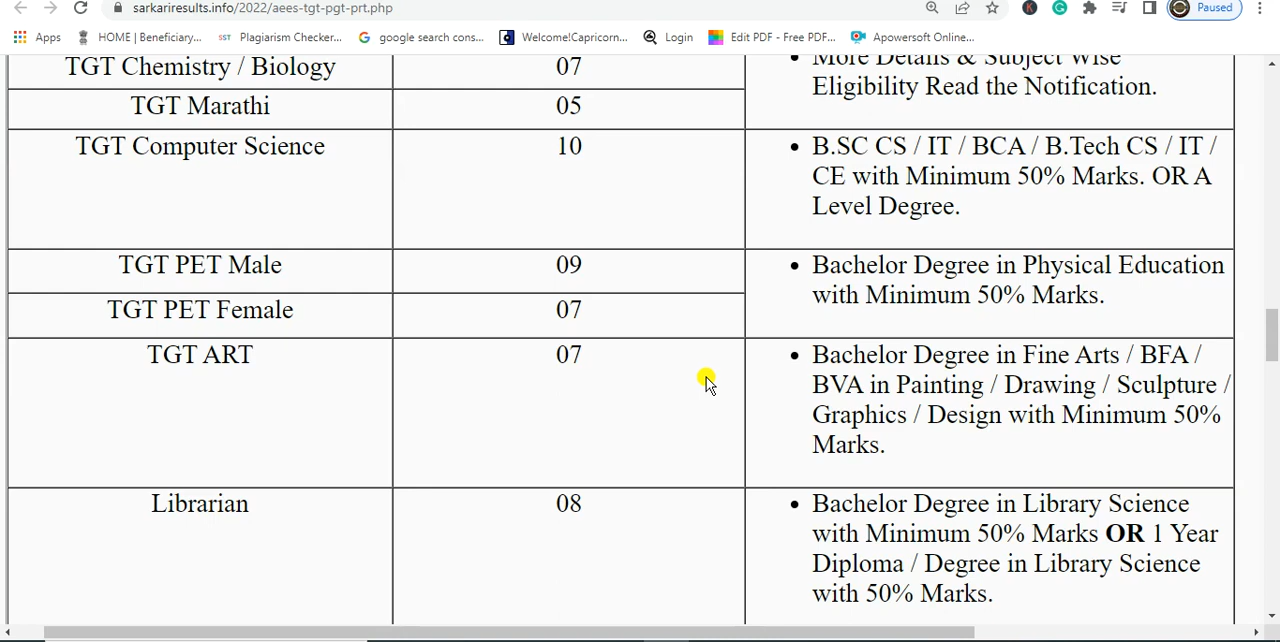 sarkariresults.info/2022/aees-tgt-pgt-prt.php
Paused
Apps
HOME | Beneficiary...
SST
Plagiarism Checker...
google search cons...
Welcome!Capricorn...
Login
Edit PDF - Free PDF...
Apowersoft Online...
TGT Chemistry / Biology
07
More Details & Subject Wise
Eligibility Read the Notification.
TGT Marathi
05
TGT Computer Science
10
B.SC CS / IT / BCA / B.Tech CS / IT /
CE with Minimum 50% Marks. OR A
Level Degree.
TGT PET Male
09
Bachelor Degree in Physical Education
with Minimum 50% Marks.
TGT PET Female
07
TGT ART
07
Bachelor Degree in Fine Arts / BFA /
BVA in Painting / Drawing / Sculpture /
Graphics / Design with Minimum 50%
Marks.
Librarian
08
Bachelor Degree in Library Science
with Minimum 50% Marks OR 1 Year
Diploma / Degree in Library Science
with 50% Marks.